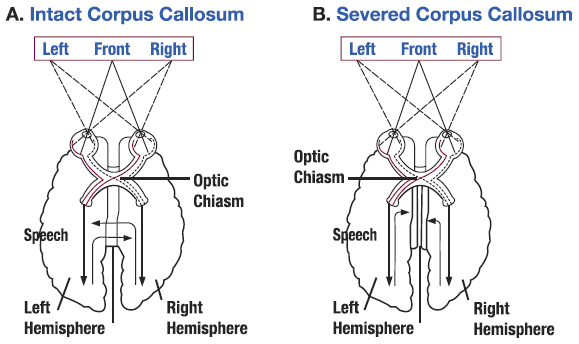 A. Intact Corpus Callosum
Left Front Right
Optic
Chiasm
Speech
Left
Hemisphere
Right
Hemisphere
B. Severed Corpus Callosum
Left Front Right
Optic
Chiasm
Speech
Left
Hemisphere
Right
Hemisphere